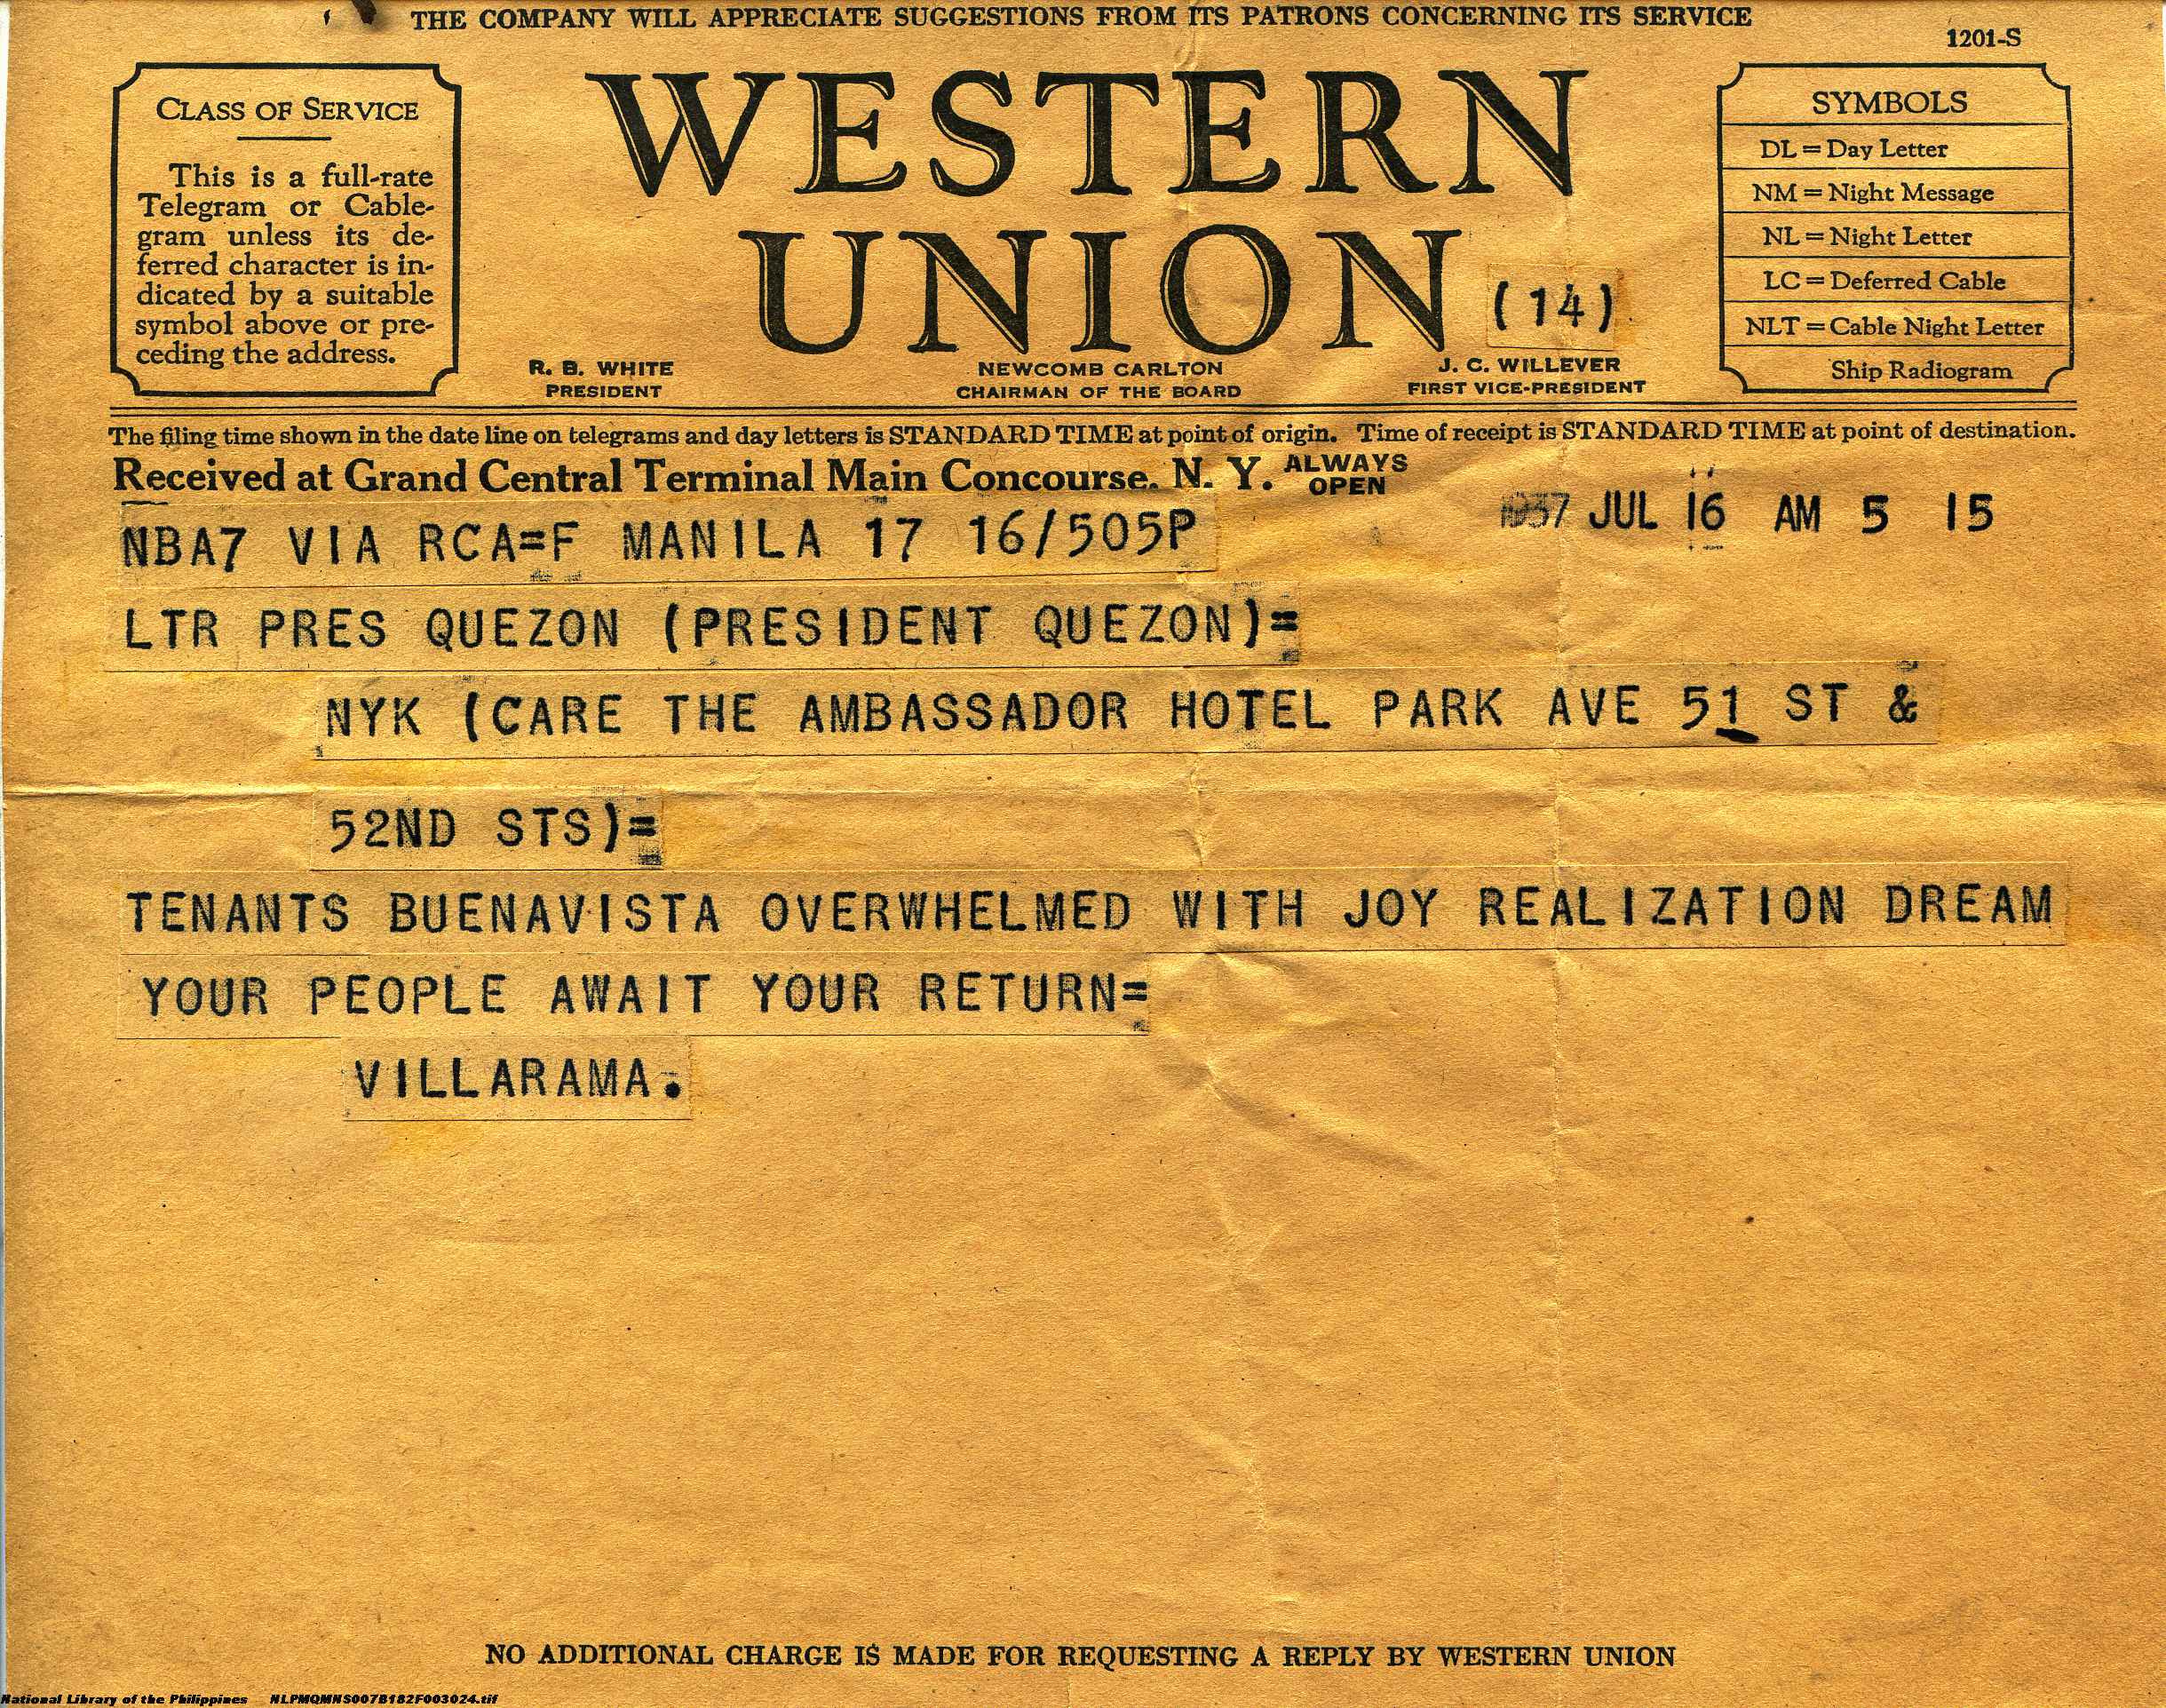 THE COMPANY WILL APPRECIATE SUGGESTIONS FROM ITS PATRONS CONCERNING ITS SERVICE
1201-S
CLASS OF SERVICE
This is a full-rate
Telegram or Cable-
gram unless its de-
ferred character is in-
dicated by a suitable
symbol above or pre-
ceding the address.
WESTERN
UNION
(14)
R. B. WHITE
PRESIDENT
NEWCOMB CARLTON
CHAIRMAN OF THE BOARD
J. C. WILLEVER
FIRST VICE-PRESIDENT
SYMBOLS
DL = Day Letter
NM = Night Message
NL = Night Letter
LC = Deferred Cable
NLT = Cable Night Letter
Ship Radiogram
The filing time shown in the date line on telegrams and day letters is STANDARD TIME at point of origin. Time of receipt is STANDARD TIME at point of destination.
Received at Grand Central Terminal Main Concourse. N. Y. ALWAYS OPEN
1937 JUL 16 AM 5 15
NBA7 VIA RCA=F MANILA 17 16/505P
LTR PRES QUEZON (PRESIDENT QUEZON)=
NYK (CARE THE AMBASSADOR HOTEL PARK AVE 51 ST &
52ND STS)=
TENANTS BUENAVISTA OVERWHELMED WITH JOY REALIZATION DREAM
YOUR PEOPLE AWAIT YOUR RETURN=
VILLARAMA.
NO ADDITIONAL CHARGE IS MADE FOR REQUESTING A REPLY BY WESTERN UNION
National Library of the Philippines NLPMQMNS007B182F003024.tif